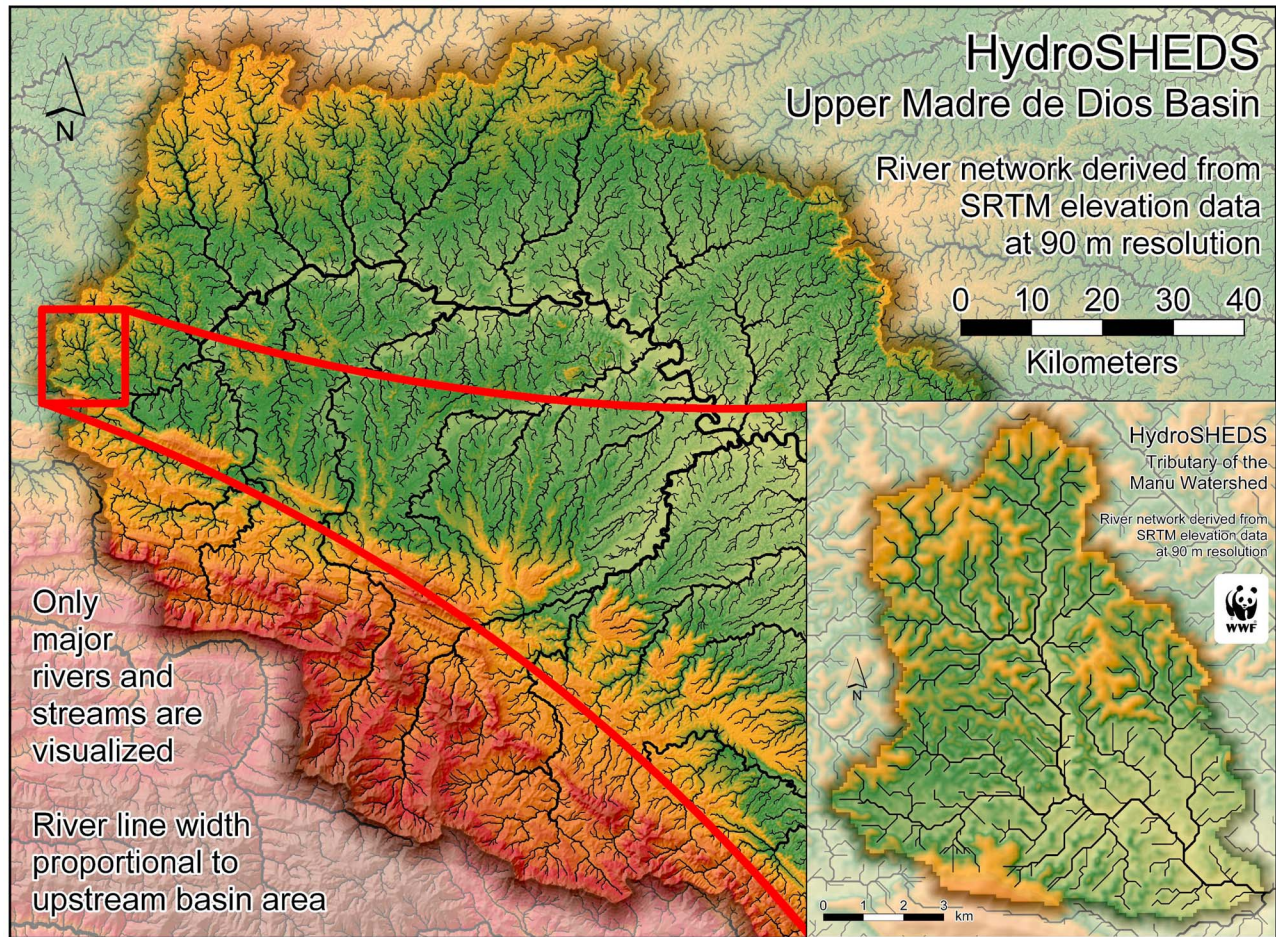 HydroSHEDS
Upper Madre de Dios Basin
River network derived from
SRTM elevation data
at 90 m resolution
0 10 20 30 40
Kilometers
N
Only
major
rivers and
streams are
visualized
River line width
proportional to
upstream basin area
HydroSHEDS
Tributary of the
Manu Watershed
River network derived from
SRTM elevation data
at 90 m resolution
WWF
N
0 1 2 3
km